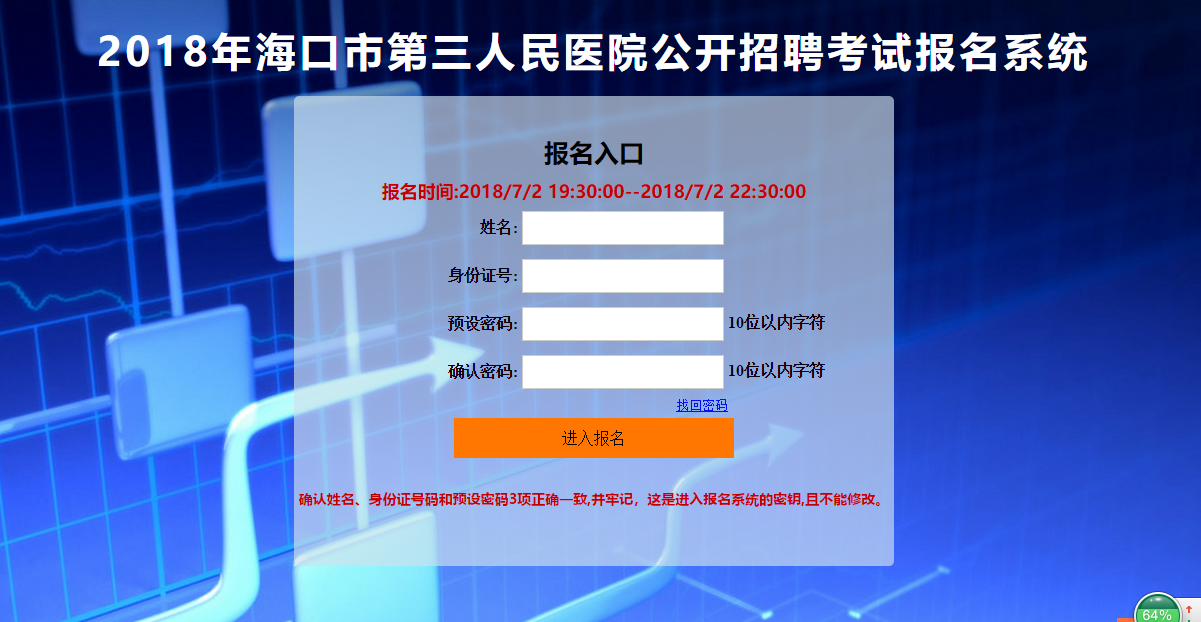 2018年海口市第三人民医院公开招聘考试报名系统
报名入口
报名时间:2018/7/2 19:30:00--2018/7/2 22:30:00
姓名:
身份证号:
预设密码: 10位以内字符
确认密码: 10位以内字符
找回密码
进入报名
确认姓名、身份证号码和预设密码3项正确一致,并牢记，这是进入报名系统的密钥,且不能修改。
64%